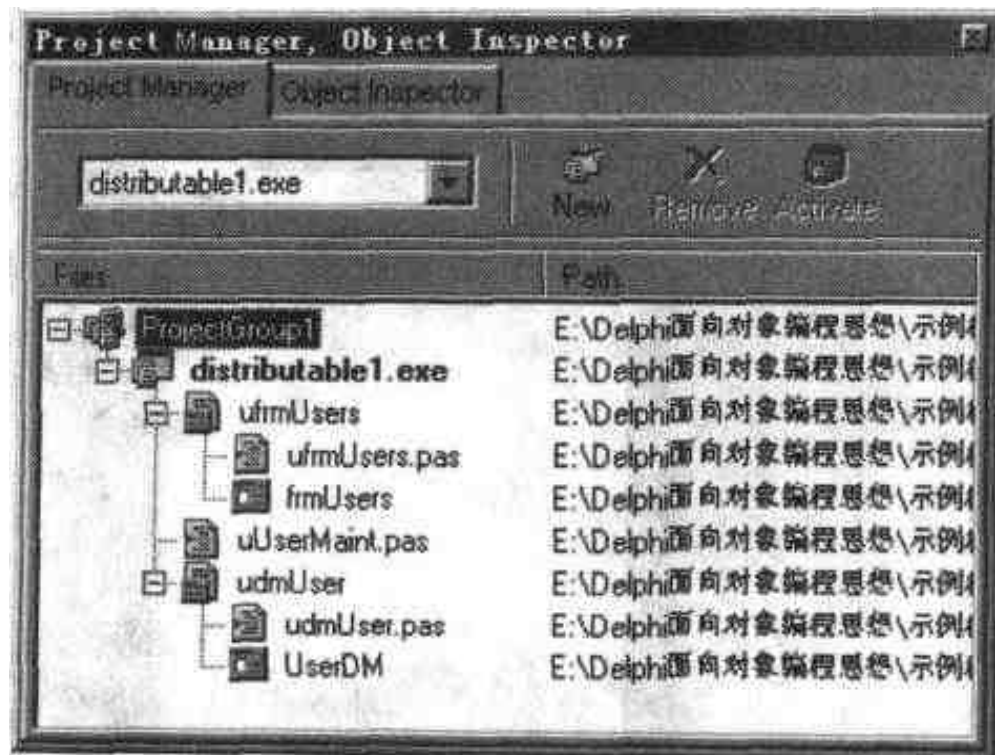 Project Manager, Object Inspector
Project Manager Object Inspector
distributable1.exe
New Remove Activate
Files Path
ProjectGroup1 E:\Delphi面向对象编程思想\示例
distributable1.exe E:\Delphi面向对象编程思想\示例
ufrmUsers E:\Delphi面向对象编程思想\示例
ufrmUsers.pas E:\Delphi面向对象编程思想\示例
frmUsers E:\Delphi面向对象编程思想\示例
uUserMaint.pas E:\Delphi面向对象编程思想\示例
udmUser E:\Delphi面向对象编程思想\示例
udmUser.pas E:\Delphi面向对象编程思想\示例
UserDM E:\Delphi面向对象编程思想\示例